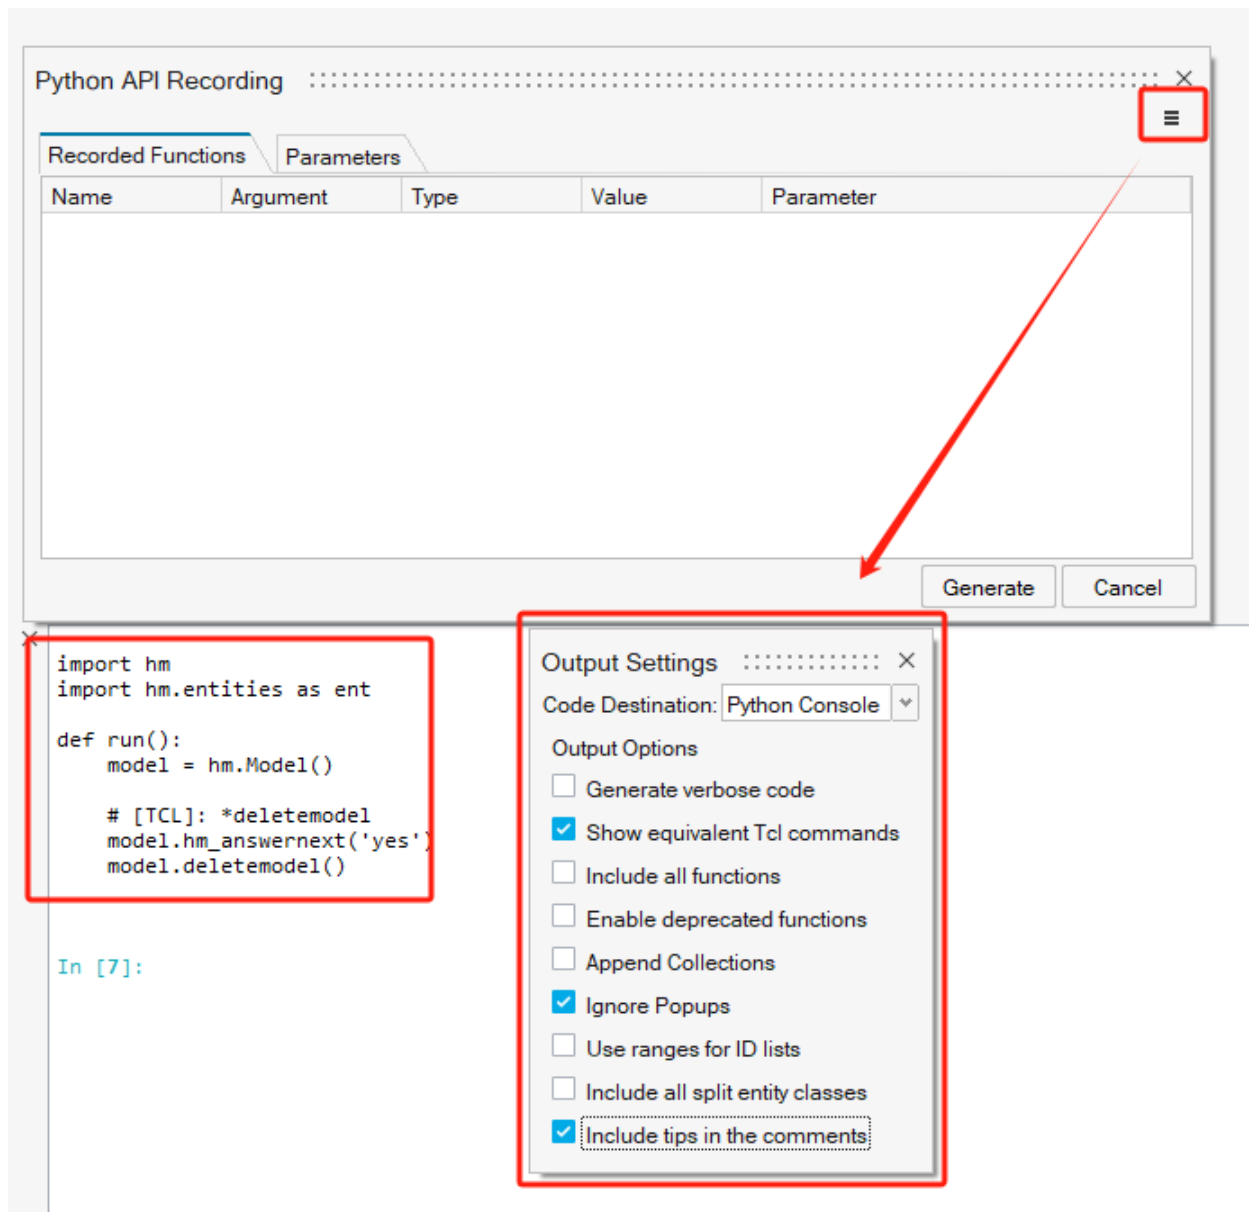 Python API Recording
Recorded Functions Parameters
Name Argument Type Value Parameter
Generate Cancel
import hm
import hm.entities as ent
def run():
    model = hm.Model()
    # [TCL]: *deletemodel
    model.hm_answernext('yes')
    model.deletemodel()
In [7]:
Output Settings
Code Destination: Python Console
Output Options
Generate verbose code
Show equivalent Tcl commands
Include all functions
Enable deprecated functions
Append Collections
Ignore Popups
Use ranges for ID lists
Include all split entity classes
Include tips in the comments